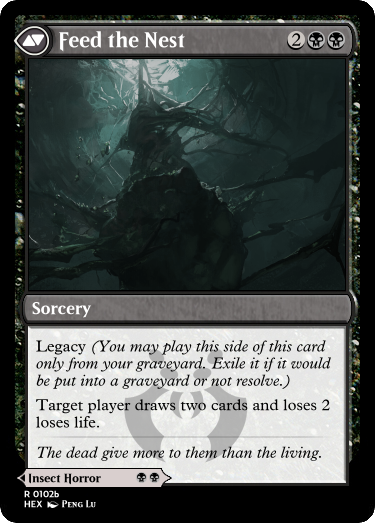 Feed the Nest 2
Sorcery
Legacy (You may play this side of this card
only from your graveyard. Exile it if it would
be put into a graveyard or not resolve.)
Target player draws two cards and loses 2
loses life.
The dead give more to them than the living.
Insect Horror
R 0102b
HEX Peng Lu